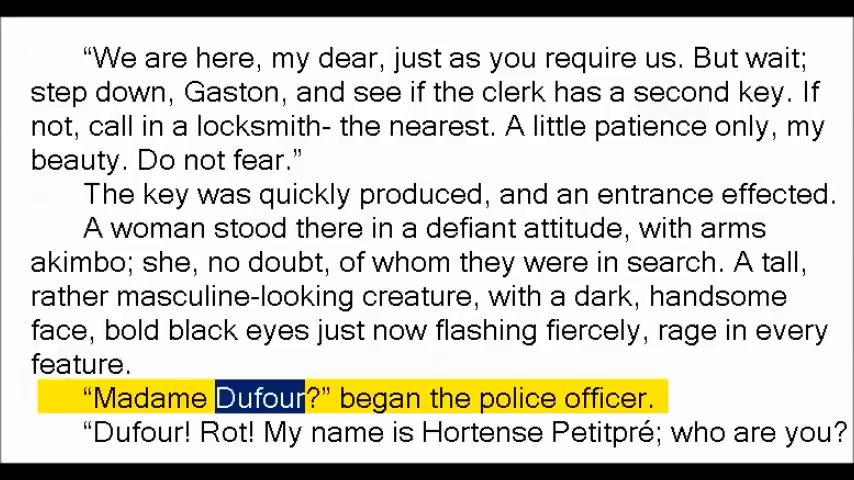 “We are here, my dear, just as you require us. But wait;
step down, Gaston, and see if the clerk has a second key. If
not, call in a locksmith- the nearest. A little patience only, my
beauty. Do not fear.”
The key was quickly produced, and an entrance effected.
A woman stood there in a defiant attitude, with arms
akimbo; she, no doubt, of whom they were in search. A tall,
rather masculine-looking creature, with a dark, handsome
face, bold black eyes just now flashing fiercely, rage in every
feature.
“Madame Dufour?” began the police officer.
“Dufour! Rot! My name is Hortense Petitpré; who are you?